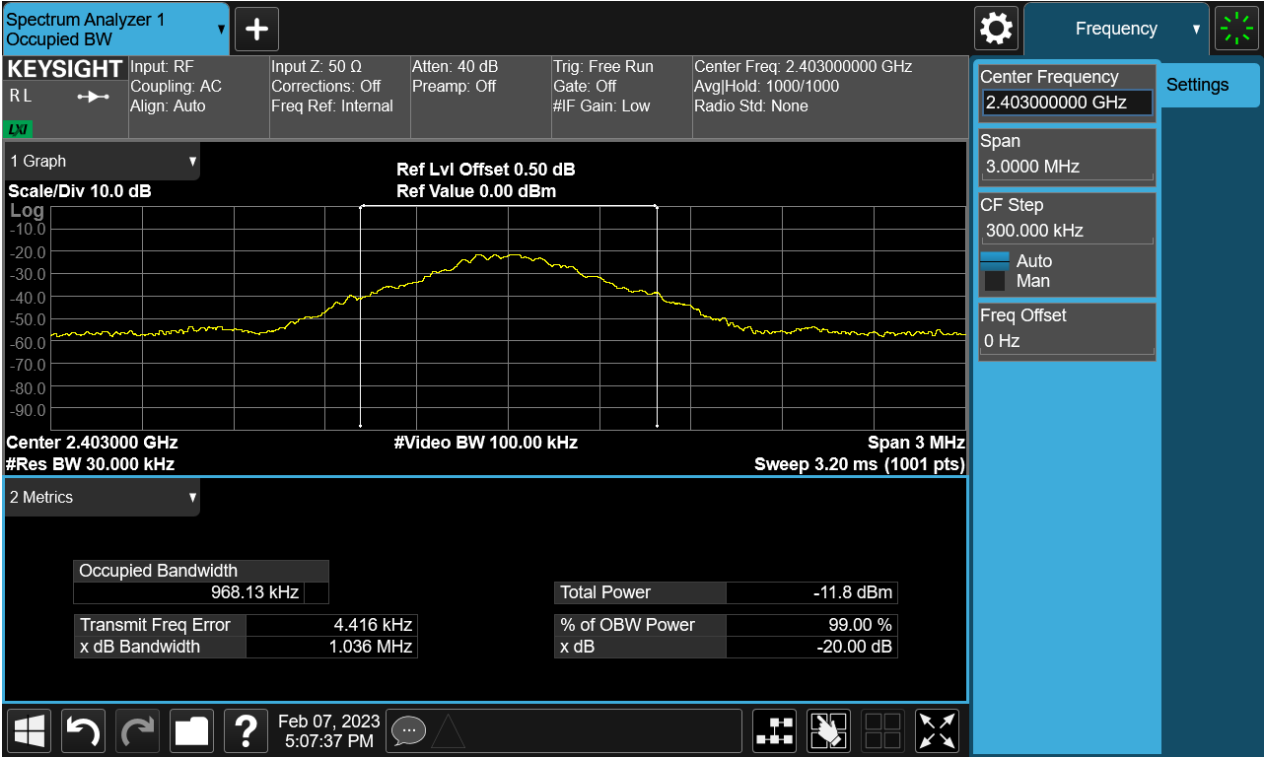 Spectrum Analyzer 1
Occupied BW
▼
+
Frequency ▼
KEYSIGHT
R L
LXI
Input: RF
Coupling: AC
Align: Auto
Input Z: 50 Ω
Corrections: Off
Freq Ref: Internal
Atten: 40 dB
Preamp: Off
Trig: Free Run
Gate: Off
#IF Gain: Low
Center Freq: 2.403000000 GHz
Avg|Hold: 1000/1000
Radio Std: None
Center Frequency
2.403000000 GHz
Settings
Span
3.0000 MHz
CF Step
300.000 kHz
Auto
Man
Freq Offset
0 Hz
1 Graph ▼
Scale/Div 10.0 dB
Ref Lvl Offset 0.50 dB
Ref Value 0.00 dBm
Log
-10.0
-20.0
-30.0
-40.0
-50.0
-60.0
-70.0
-80.0
-90.0
Center 2.403000 GHz
#Video BW 100.00 kHz
Span 3 MHz
#Res BW 30.000 kHz
Sweep 3.20 ms (1001 pts)
2 Metrics ▼
Occupied Bandwidth
968.13 kHz
Total Power -11.8 dBm
Transmit Freq Error 4.416 kHz
% of OBW Power 99.00 %
x dB Bandwidth 1.036 MHz
x dB -20.00 dB
?
Feb 07, 2023
5:07:37 PM